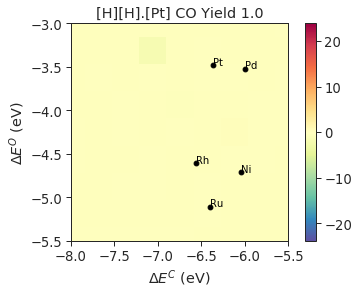 [H][H].[Pt] CO Yield 1.0
−3.0
−3.5
−4.0
−4.5
−5.0
−5.5
ΔE^O (eV)
Pt
Pd
Rh
Ni
Ru
−8.0 −7.5 −7.0 −6.5 −6.0 −5.5
ΔE^C (eV)
20
10
0
−10
−20